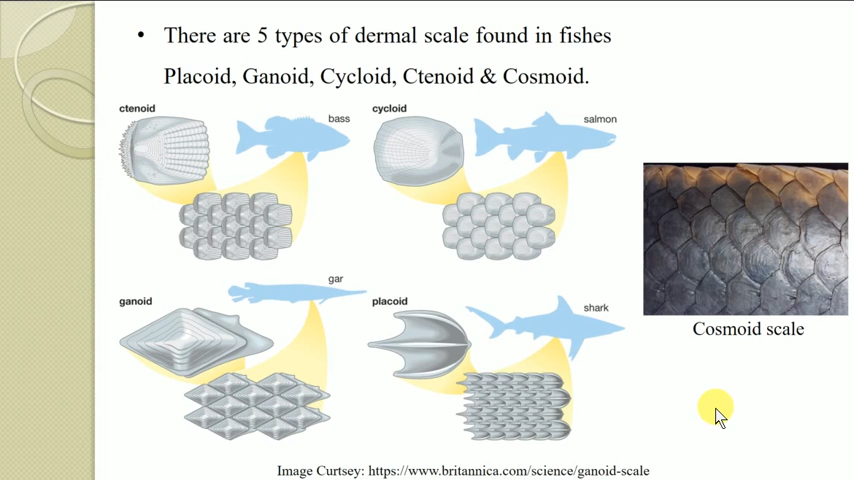 • There are 5 types of dermal scale found in fishes
Placoid, Ganoid, Cycloid, Ctenoid & Cosmoid.
ctenoid
bass
cycloid
salmon
ganoid
gar
placoid
shark
Cosmoid scale
Image Curtsey: https://www.britannica.com/science/ganoid-scale